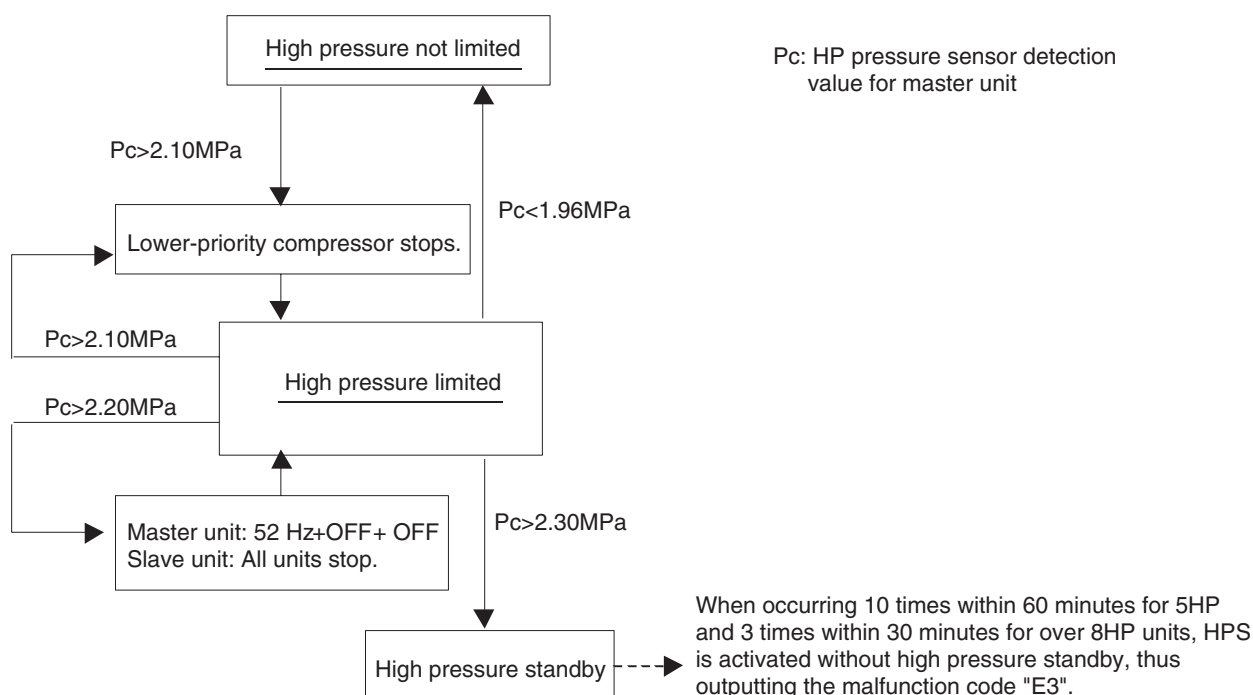 High pressure not limited
Pc: HP pressure sensor detection
value for master unit
Pc>2.10MPa
Pc<1.96MPa
Lower-priority compressor stops.
Pc>2.10MPa
High pressure limited
Pc>2.20MPa
Master unit: 52 Hz+OFF+ OFF
Slave unit: All units stop.
Pc>2.30MPa
High pressure standby
When occurring 10 times within 60 minutes for 5HP
and 3 times within 30 minutes for over 8HP units, HPS
is activated without high pressure standby, thus
outputting the malfunction code "E3".